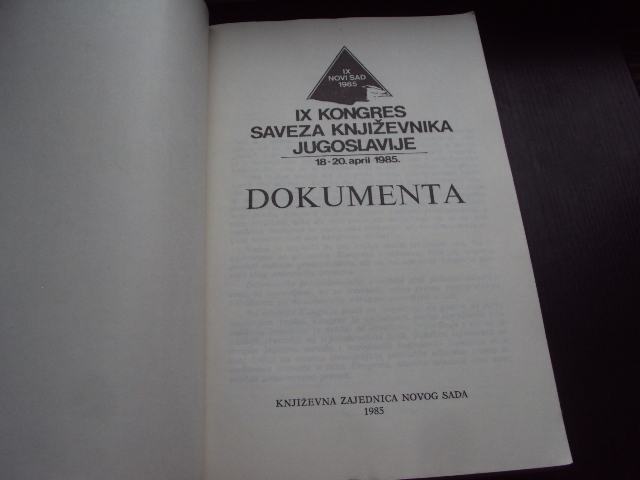 IX
NOVI SAD
1985
IX KONGRES
SAVEZA KNJIŽEVNIKA
JUGOSLAVIJE
18-20. april 1985.
DOKUMENTA
KNJIŽEVNA ZAJEDNICA NOVOG SADA
1985